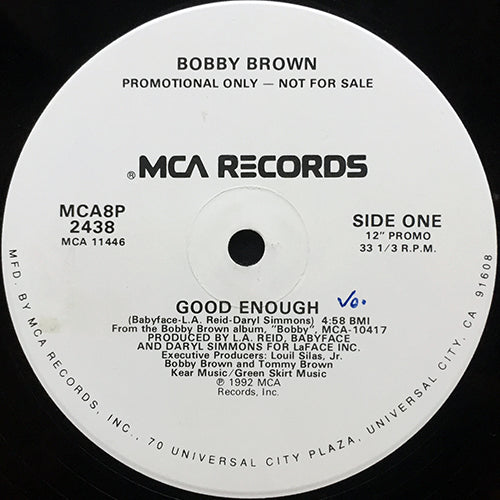 BOBBY BROWN
PROMOTIONAL ONLY — NOT FOR SALE
® MCA RECORDS
MCA8P
2438
MCA 11446
SIDE ONE
12" PROMO
33 1/3 R.P.M.
GOOD ENOUGH
(Babyface-L.A. Reid-Daryl Simmons) 4:58 BMI
From the Bobby Brown album, "Bobby", MCA-10417
PRODUCED BY L.A. REID, BABYFACE
AND DARYL SIMMONS FOR LaFACE INC.
Executive Producers: Louil Silas, Jr.
Bobby Brown and Tommy Brown
Kear Music/Green Skirt Music
℗ 1992 MCA
Records, Inc.
MFD. BY MCA RECORDS, INC., 70 UNIVERSAL CITY PLAZA, UNIVERSAL CITY, CA 91608